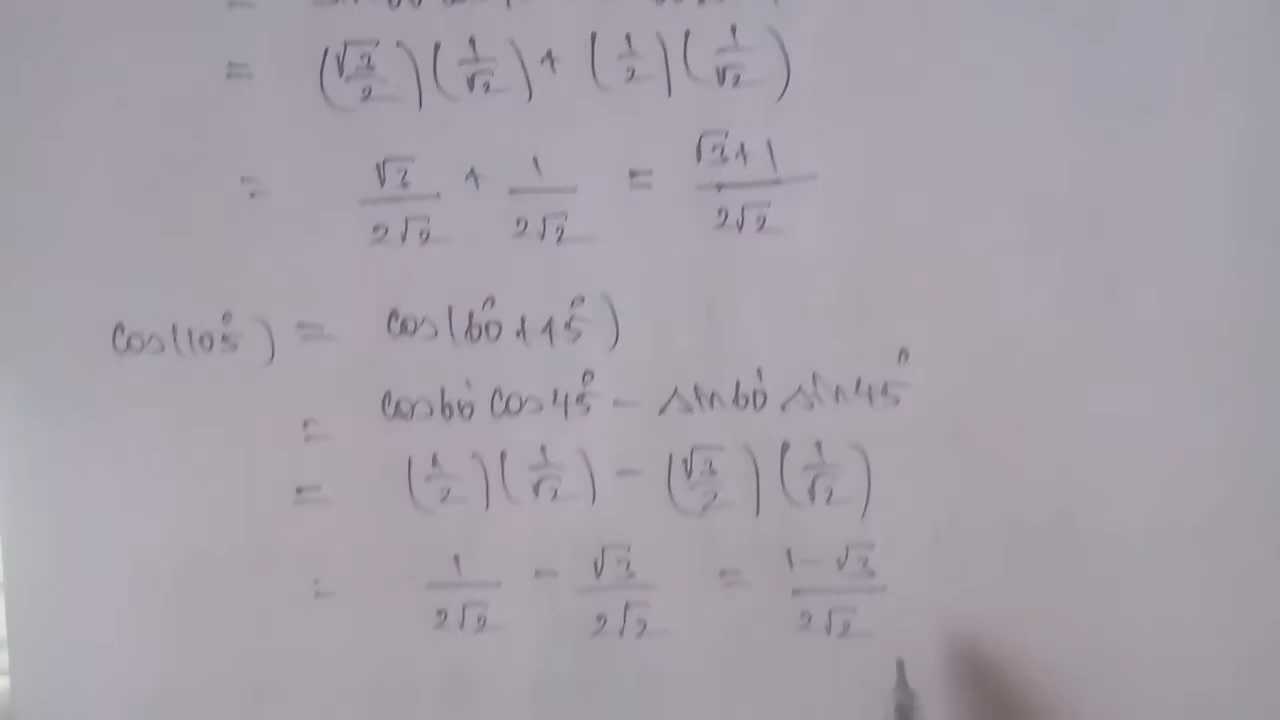 = (√3/2)(1/√2) + (1/2)(1/√2)
= √3/2√2 + 1/2√2 = √3+1/2√2
cos(105°) = cos(60°+45°)
= cos60° cos45° - sin60° sin45°
= (1/2)(1/√2) - (√3/2)(1/√2)
= 1/2√2 - √3/2√2 = 1-√3/2√2